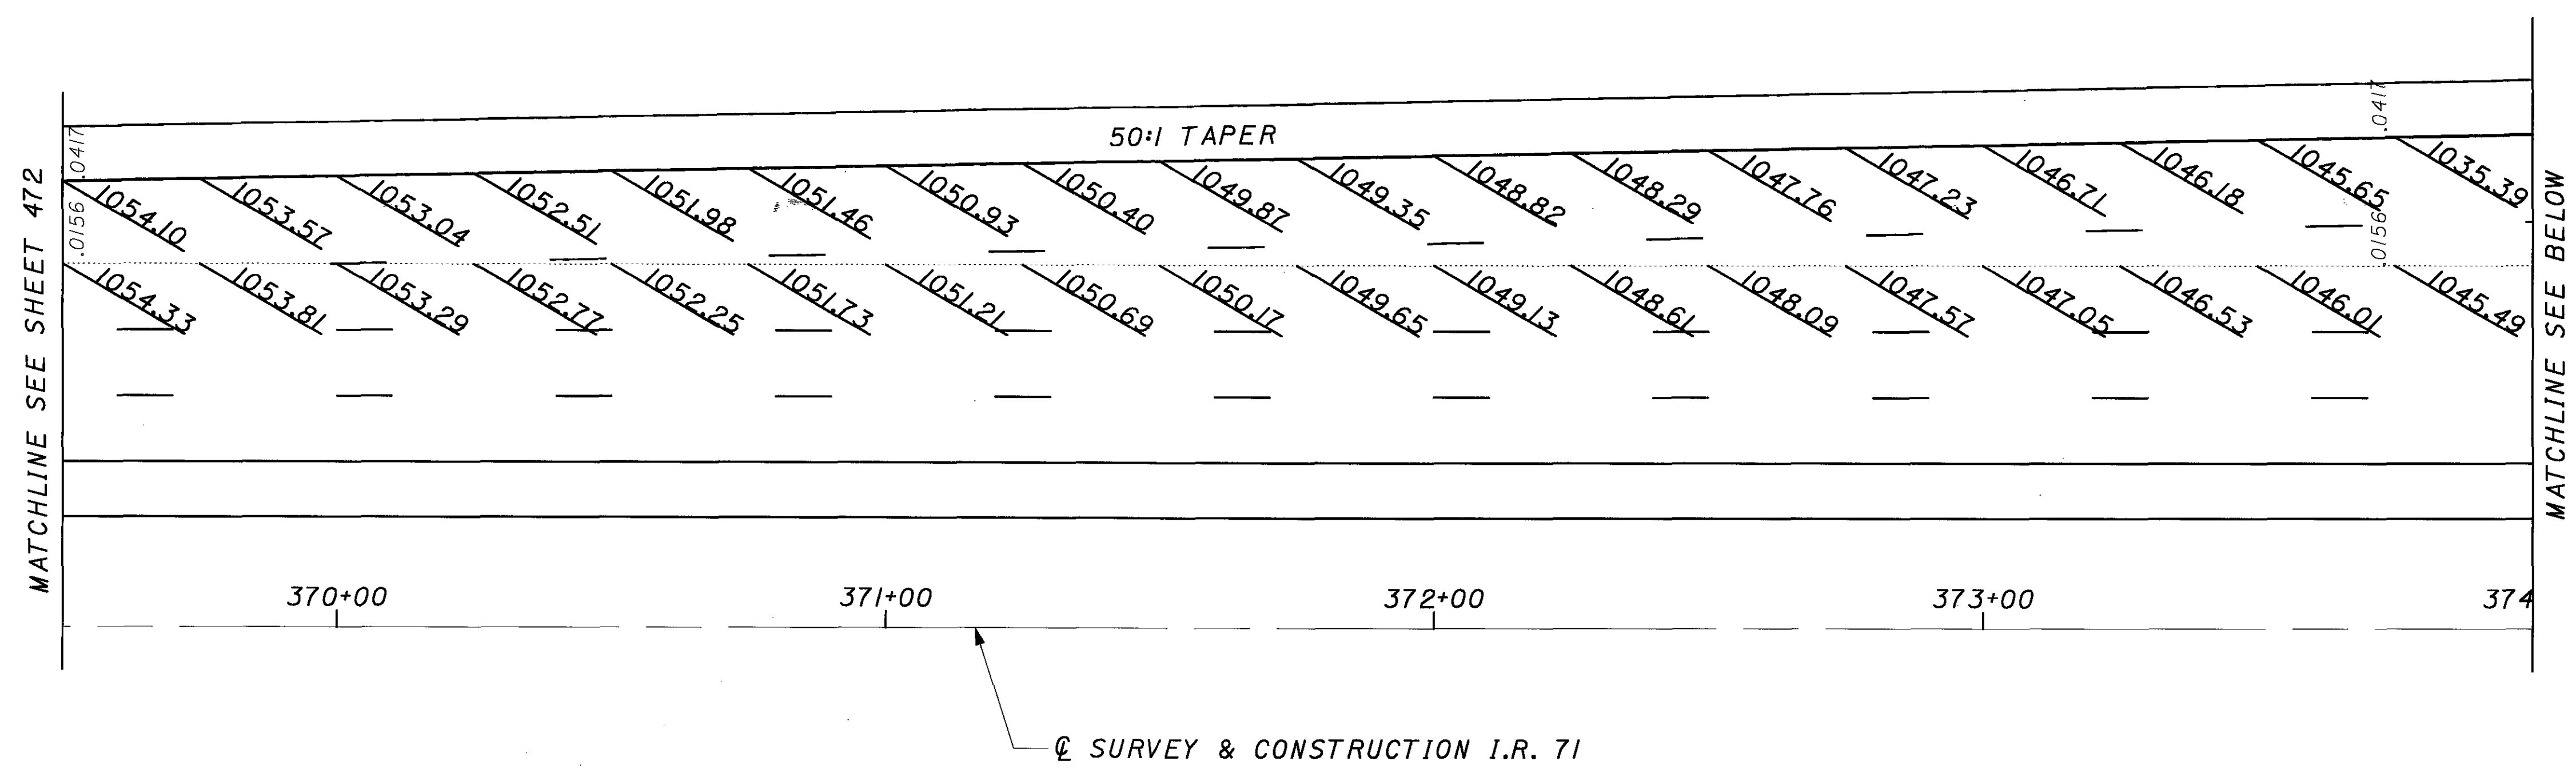 MATCHLINE SEE SHEET 472
.0417
.0417
50:1 TAPER
.0156
1054.10 1053.57 1053.04 1052.51 1051.98 1051.46 1050.93 1050.40 1049.87 1049.35 1048.82 1048.29 1047.76 1047.23 1046.71 1046.18 1045.65 1035.39
.0156
1054.33 1053.81 1053.29 1052.77 1052.25 1051.73 1051.21 1050.69 1050.17 1049.65 1049.13 1048.61 1048.09 1047.57 1047.05 1046.53 1046.01 1045.49
MATCHLINE SEE BELOW
370+00 371+00 372+00 373+00 374
℄ SURVEY & CONSTRUCTION I.R. 71